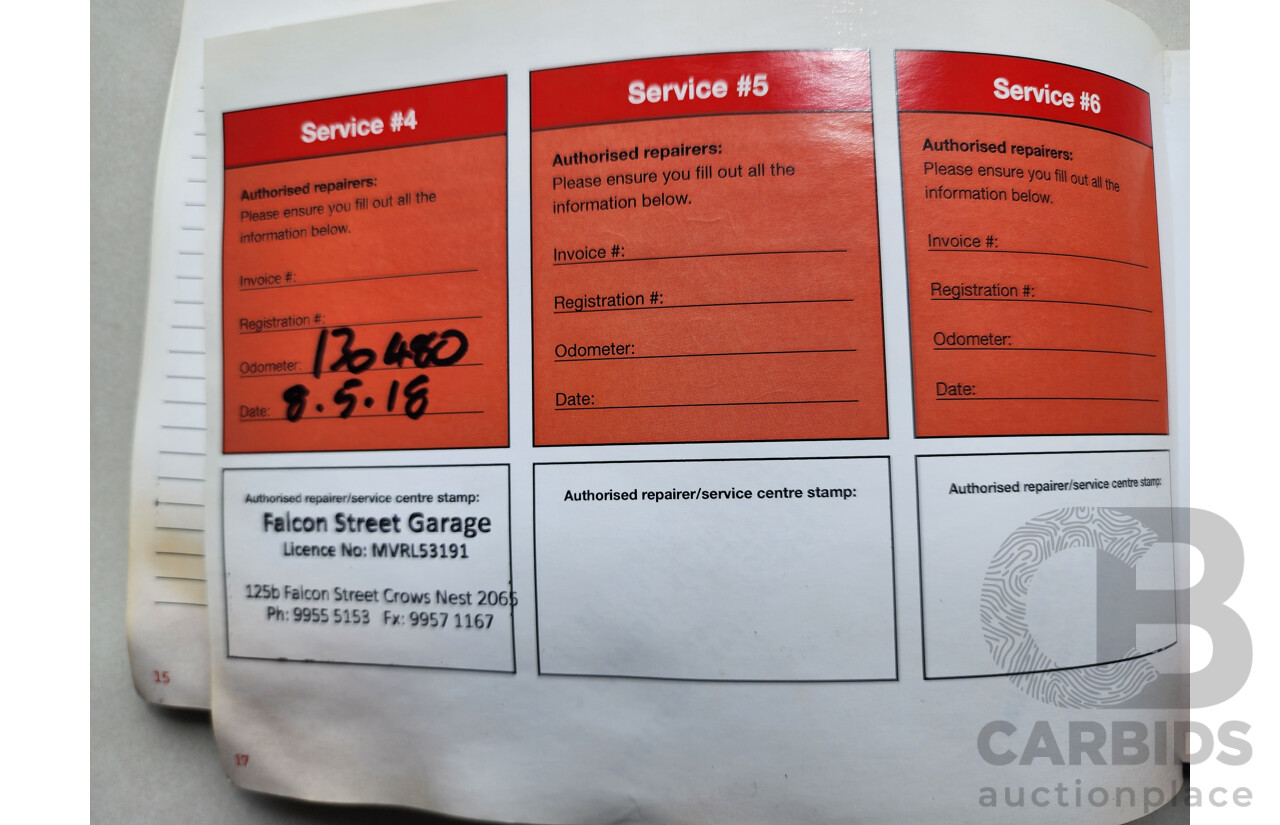 Service #4
Authorised repairers:
Please ensure you fill out all the
information below.
Invoice #:
Registration #:
Odometer: 130480
Date: 8.5.18
Authorised repairer/service centre stamp:
Falcon Street Garage
Licence No: MVRL53191
125b Falcon Street Crows Nest 2065
Ph: 9955 5153 Fx: 9957 1167
Service #5
Authorised repairers:
Please ensure you fill out all the
information below.
Invoice #:
Registration #:
Odometer:
Date:
Authorised repairer/service centre stamp:
Service #6
Authorised repairers:
Please ensure you fill out all the
information below.
Invoice #:
Registration #:
Odometer:
Date:
Authorised repairer/service centre stamp:
15
17
CB
CARBIDS
auctionplace